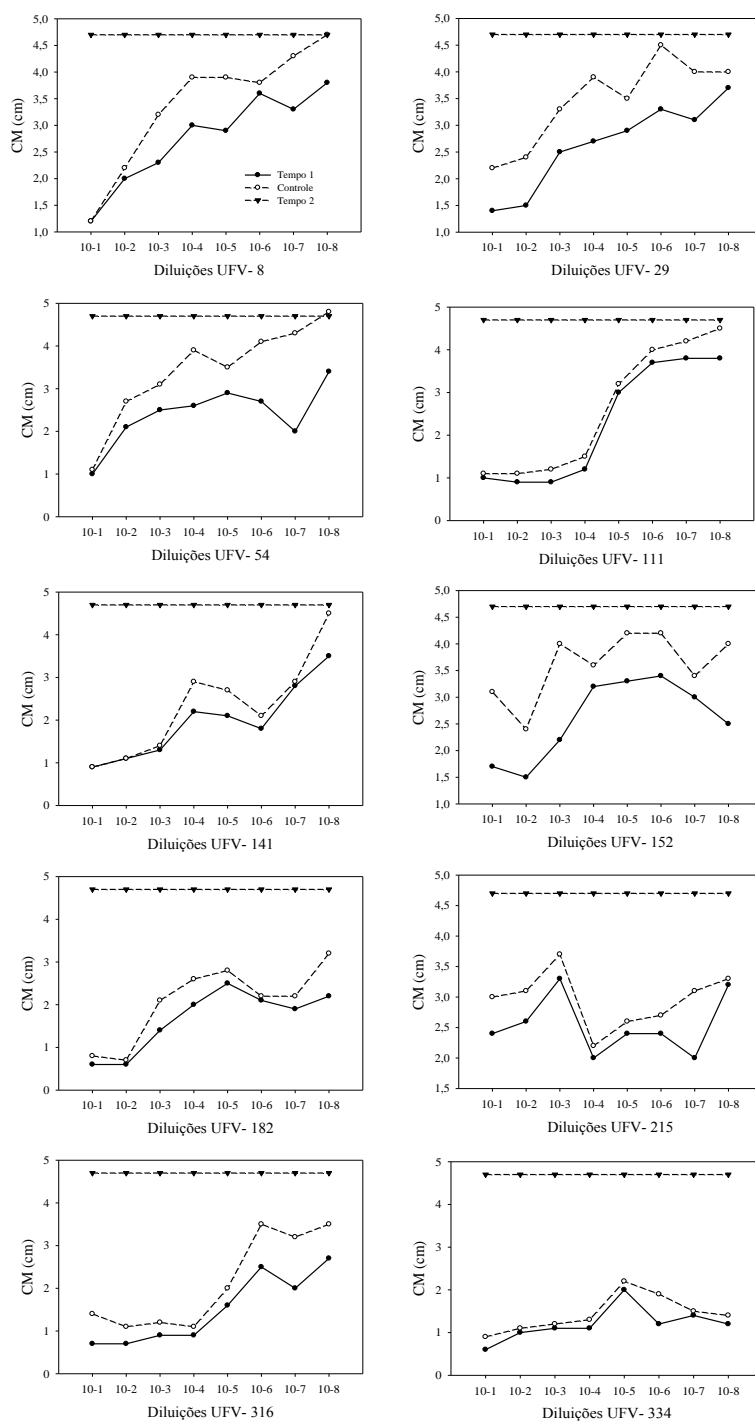 5,0
4,5
4,0
3,5
3,0
2,5
2,0
1,5
1,0
CM (cm)
Tempo 1
Controle
Tempo 2
10-1 10-2 10-3 10-4 10-5 10-6 10-7 10-8
Diluições UFV- 8
5,0
4,5
4,0
3,5
3,0
2,5
2,0
1,5
1,0
CM (cm)
10-1 10-2 10-3 10-4 10-5 10-6 10-7 10-8
Diluições UFV- 29
5
4
3
2
1
0
CM (cm)
10-1 10-2 10-3 10-4 10-5 10-6 10-7 10-8
Diluições UFV- 54
5
4
3
2
1
0
CM (cm)
10-1 10-2 10-3 10-4 10-5 10-6 10-7 10-8
Diluições UFV- 111
5
4
3
2
1
0
CM (cm)
10-1 10-2 10-3 10-4 10-5 10-6 10-7 10-8
Diluições UFV- 141
5,0
4,5
4,0
3,5
3,0
2,5
2,0
1,5
1,0
CM (cm)
10-1 10-2 10-3 10-4 10-5 10-6 10-7 10-8
Diluições UFV- 152
5
4
3
2
1
0
CM (cm)
10-1 10-2 10-3 10-4 10-5 10-6 10-7 10-8
Diluições UFV- 182
5,0
4,5
4,0
3,5
3,0
2,5
2,0
1,5
CM (cm)
10-1 10-2 10-3 10-4 10-5 10-6 10-7 10-8
Diluições UFV- 215
5
4
3
2
1
0
CM (cm)
10-1 10-2 10-3 10-4 10-5 10-6 10-7 10-8
Diluições UFV- 316
5
4
3
2
1
0
CM (cm)
10-1 10-2 10-3 10-4 10-5 10-6 10-7 10-8
Diluições UFV- 334